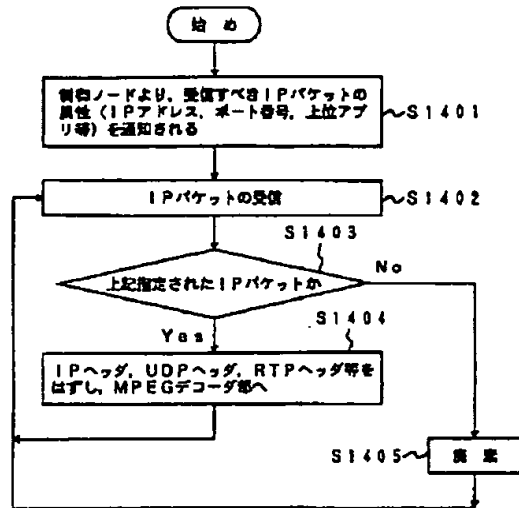 始め
制御ノードより,受信すべきIPパケットの
属性(IPアドレス,ポート番号,上位アプ
リ等)を通知される
S1401
IPパケットの受信
S1402
S1403
上記指定されたIPパケットか
No
Yes
S1404
IPヘッダ,UDPヘッダ,RTPヘッダ等を
はずし,MPEGデコーダ部へ
S1405
廃棄